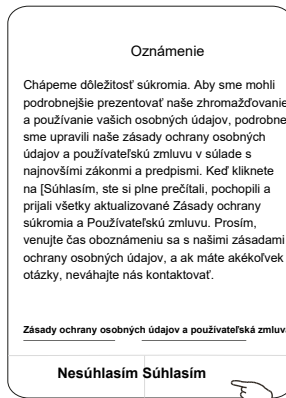 Oznámenie
Chápeme dôležitosť súkromia. Aby sme mohli
podrobnejšie prezentovať naše zhromažďovanie
a používanie vašich osobných údajov, podrobne
sme upravili naše zásady ochrany osobných
údajov a používateľskú zmluvu v súlade s
najnovšími zákonmi a predpismi. Keď kliknete
na [Súhlasím, ste si plne prečítali, pochopili a
prijali všetky aktualizované Zásady ochrany
súkromia a Používateľskú zmluvu. Prosím,
venujte čas oboznámeniu sa s našimi zásadami
ochrany osobných údajov, a ak máte akékoľvek
otázky, neváhajte nás kontaktovať.
Zásady ochrany osobných údajov a používateľská zmluva
Nesúhlasím Súhlasím